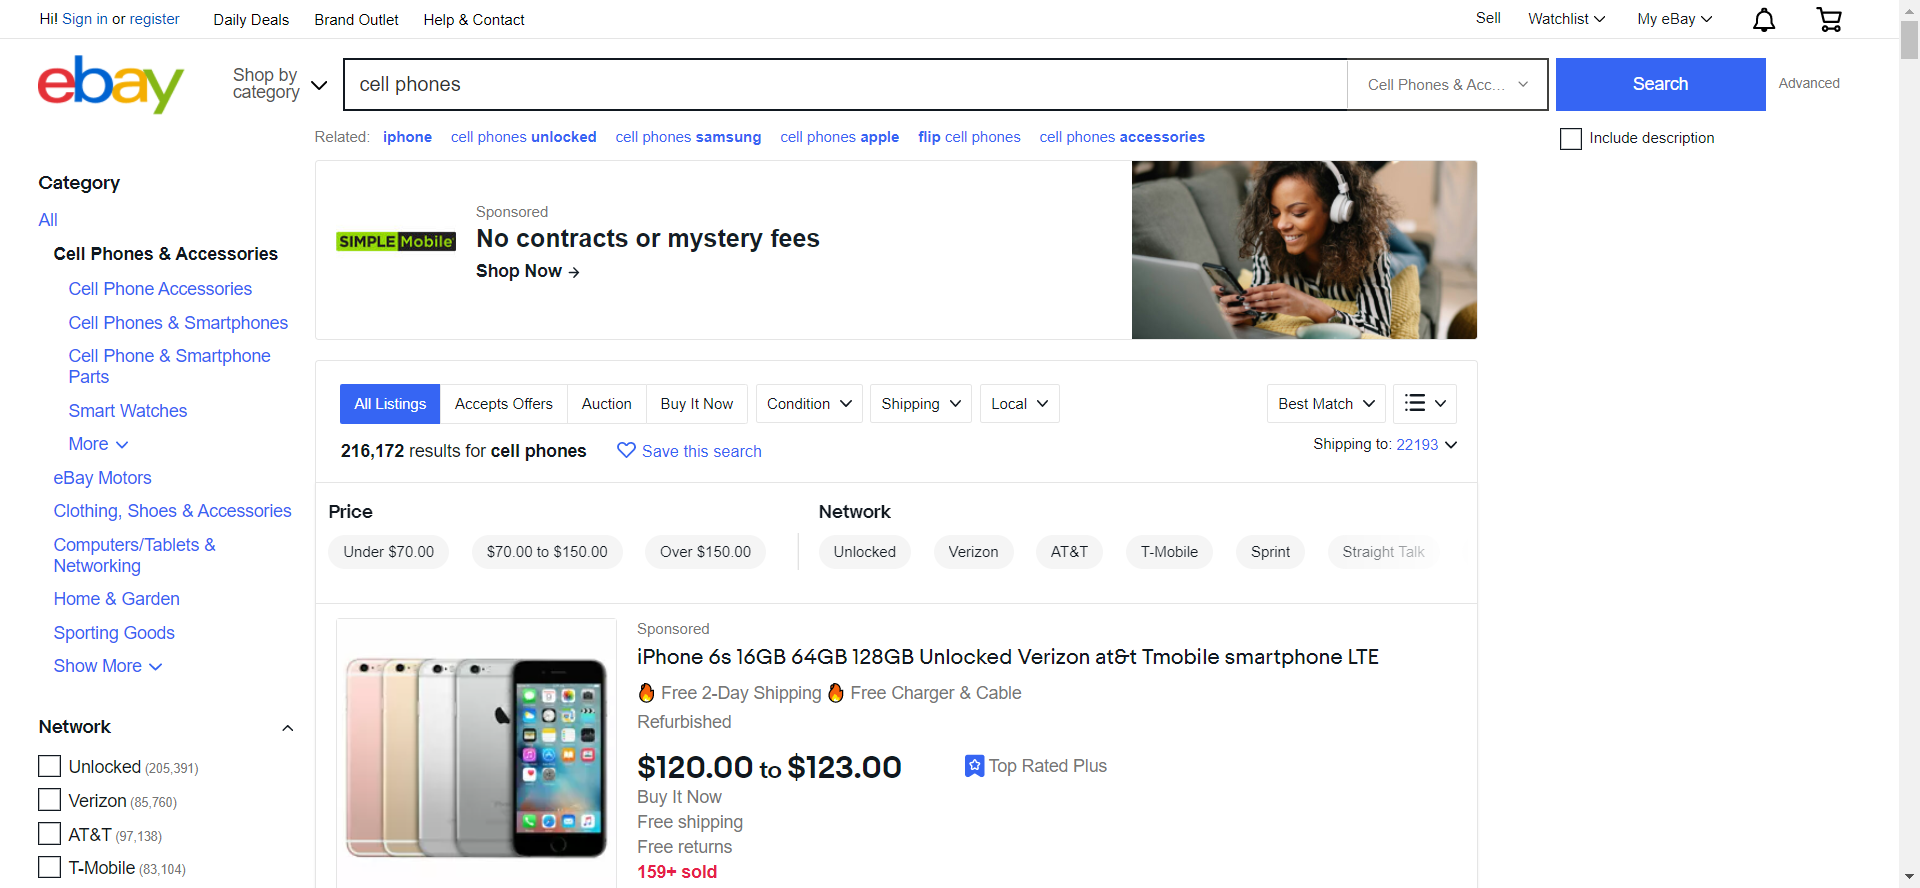 Hi! Sign in or register
Daily Deals
Brand Outlet
Help & Contact
Sell
Watchlist
My eBay
ebay
Shop by
category
cell phones
Cell Phones & Acc...
Search
Advanced
Related: iphone cell phones unlocked cell phones samsung cell phones apple flip cell phones cell phones accessories
Include description
Category
All
Cell Phones & Accessories
Cell Phone Accessories
Cell Phones & Smartphones
Cell Phone & Smartphone
Parts
Smart Watches
More
eBay Motors
Clothing, Shoes & Accessories
Computers/Tablets &
Networking
Home & Garden
Sporting Goods
Show More
Network
Unlocked (205,391)
Verizon (85,760)
AT&T (97,138)
T-Mobile (83,104)
SIMPLE Mobile
Sponsored
No contracts or mystery fees
Shop Now →
All Listings
Accepts Offers
Auction
Buy It Now
Condition
Shipping
Local
Best Match
216,172 results for cell phones
Save this search
Shipping to: 22193
Price
Under $70.00
$70.00 to $150.00
Over $150.00
Network
Unlocked
Verizon
AT&T
T-Mobile
Sprint
Straight Talk
Sponsored
iPhone 6s 16GB 64GB 128GB Unlocked Verizon at&t Tmobile smartphone LTE
🔥 Free 2-Day Shipping 🔥 Free Charger & Cable
Refurbished
$120.00 to $123.00
Top Rated Plus
Buy It Now
Free shipping
Free returns
159+ sold